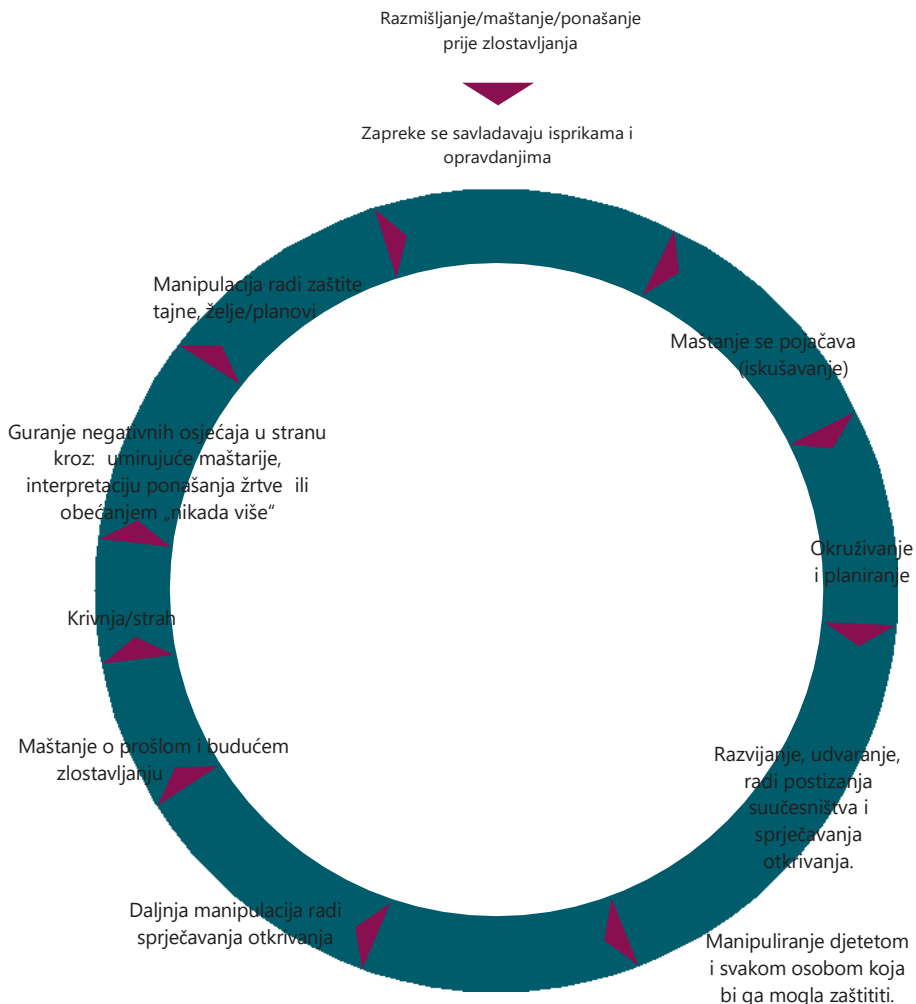 Razmišljanje/maštanje/ponašanje
prije zlostavljanja
Zapreke se savladavaju isprikama i
opravdanjima
Maštanje se pojačava
(iskušavanje)
Okruživanje
i planiranje
Razvijanje, udvaranje,
radi postizanja
suučesništva i
sprječavanja
otkrivanja.
Manipuliranje djetetom
i svakom osobom koja
bi ga mogla zaštititi.
Daljnja manipulacija radi
sprječavanja otkrivanja
Maštanje o prošlom i budućem
zlostavljanju
Krivnja/strah
Guranje negativnih osjećaja u stranu
kroz: umirujuće maštarije,
interpretaciju ponašanja žrtve ili
obećanjem „nikada više“
Manipulacija radi zaštite
tajne, želje/planovi